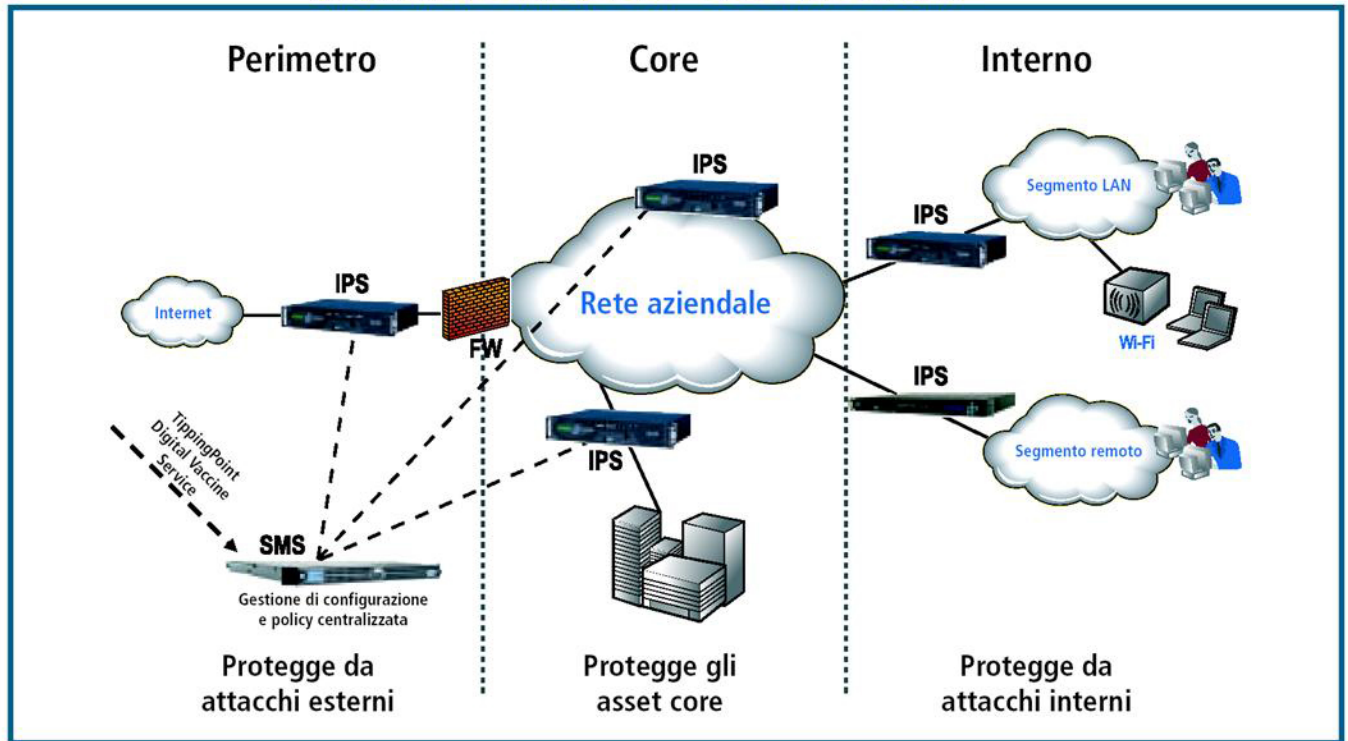 Perimetro
Core
Interno
IPS
Segmento LAN
IPS
IPS
Internet
Rete aziendale
FW
Wi-Fi
IPS
IPS
Segmento remoto
TippingPoint
Digital Vaccine
Service
SMS
Gestione di configurazione
e policy centralizzata
Protegge da
attacchi esterni
Protegge gli
asset core
Protegge da
attacchi interni